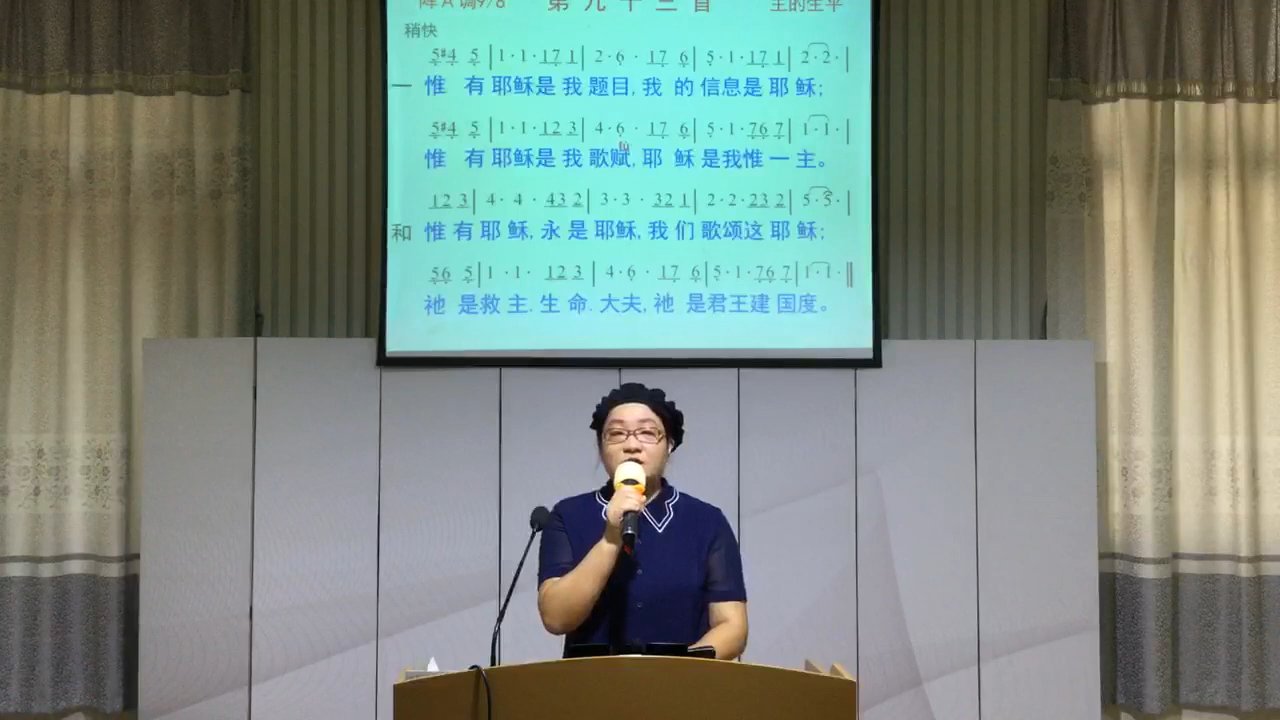 降A调9/8 第九十三首 主的生平
稍快
5#4 5 | 1·1·17 1 | 2·6·17 6 | 5·1·17 1 | 2·2· |
一 惟有耶稣是我题目,我的信息是耶稣;
5#4 5 | 1·1·12 3 | 4·6·17 6 | 5·1·76 7 | 1·1· |
fù
惟有耶稣是我歌赋,耶稣是我惟一主。
12 3 | 4·4·43 2 | 3·3·32 1 | 2·2·23 2 | 5·5· |
和 惟有耶稣,永是耶稣,我们歌颂这耶稣;
56 5 | 1·1·12 3 | 4·6·17 6 | 5·1·76 7 | 1·1· ‖
祂是救主.生命.大夫,祂是君王建国度。